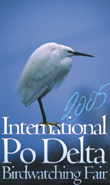 2005
International
Po Delta
Birdwatching Fair